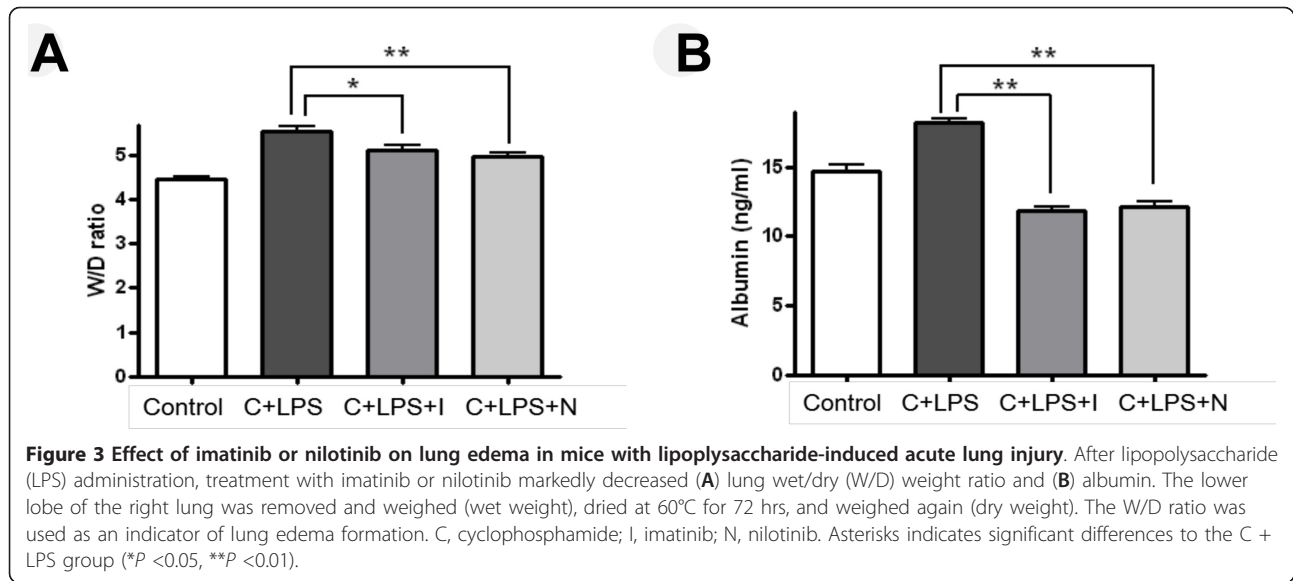 A
B
**
*
**
**
W/D ratio
5
4
3
2
1
0
Control C+LPS C+LPS+I C+LPS+N
Albumin (ng/ml)
15
10
5
0
Control C+LPS C+LPS+I C+LPS+N
Figure 3 Effect of imatinib or nilotinib on lung edema in mice with lipoplysaccharide-induced acute lung injury. After lipopolysaccharide
(LPS) administration, treatment with imatinib or nilotinib markedly decreased (A) lung wet/dry (W/D) weight ratio and (B) albumin. The lower
lobe of the right lung was removed and weighed (wet weight), dried at 60°C for 72 hrs, and weighed again (dry weight). The W/D ratio was
used as an indicator of lung edema formation. C, cyclophosphamide; I, imatinib; N, nilotinib. Asterisks indicates significant differences to the C +
LPS group (*P <0.05, **P <0.01).